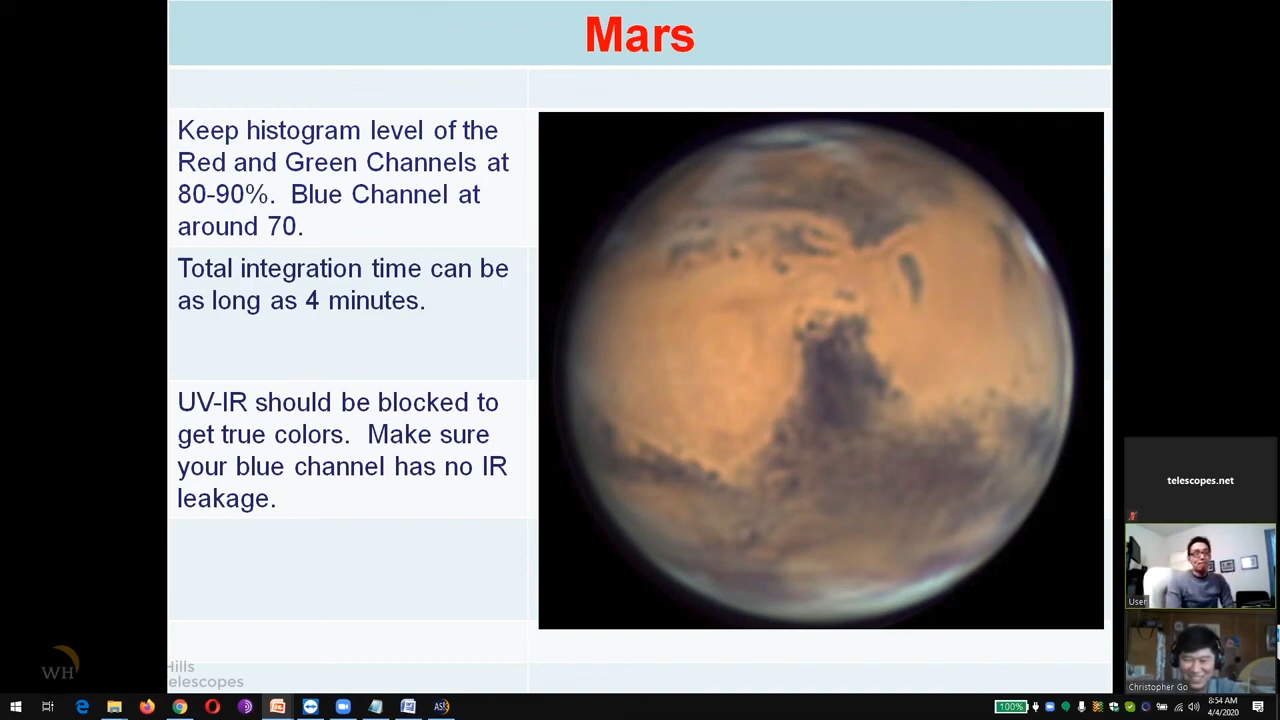 Mars
Keep histogram level of the
Red and Green Channels at
80-90%.  Blue Channel at
around 70.
Total integration time can be
as long as 4 minutes.
UV-IR should be blocked to
get true colors.  Make sure
your blue channel has no IR
leakage.
telescopes.net
User
Christopher Go
WH
Hills
elescopes
100%
8:54 AM
4/4/2020